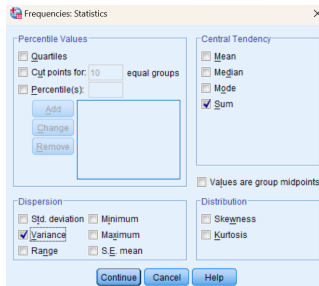 Frequencies: Statistics
Percentile Values
Quartiles
Cut points for: 10 equal groups
Percentile(s):
Add
Change
Remove
Central Tendency
Mean
Median
Mode
Sum
Values are group midpoints
Dispersion
Std. deviation Minimum
Variance Maximum
Range S.E. mean
Distribution
Skewness
Kurtosis
Continue Cancel Help